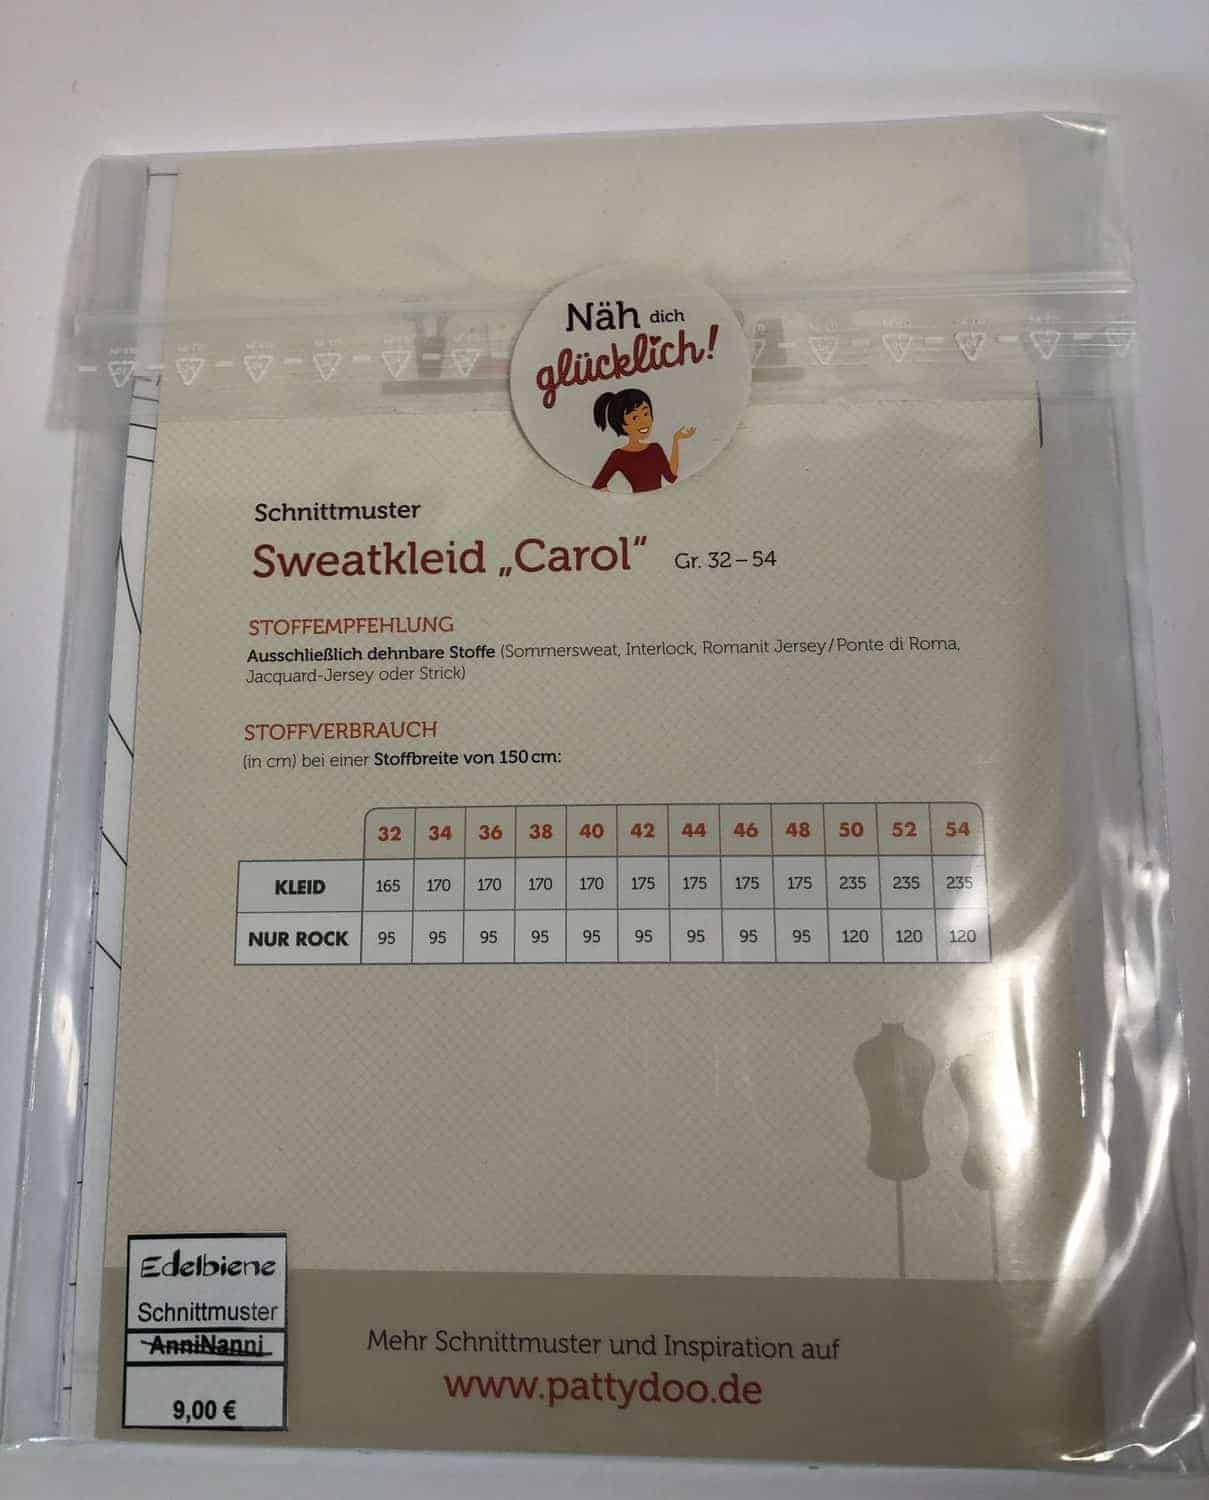 Näh dich
glücklich!
Schnittmuster
Sweatkleid „Carol“ Gr. 32–54
STOFFEMPFEHLUNG
Ausschließlich dehnbare Stoffe (Sommersweat, Interlock, Romanit Jersey/Ponte di Roma,
Jacquard-Jersey oder Strick)
STOFFVERBRAUCH
(in cm) bei einer Stoffbreite von 150 cm:
32 34 36 38 40 42 44 46 48 50 52 54
KLEID 165 170 170 170 170 175 175 175 175 235 235 235
NUR ROCK 95 95 95 95 95 95 95 95 95 120 120 120
Edelbiene
Schnittmuster
AnniNanni
9,00 €
Mehr Schnittmuster und Inspiration auf
www.pattydoo.de